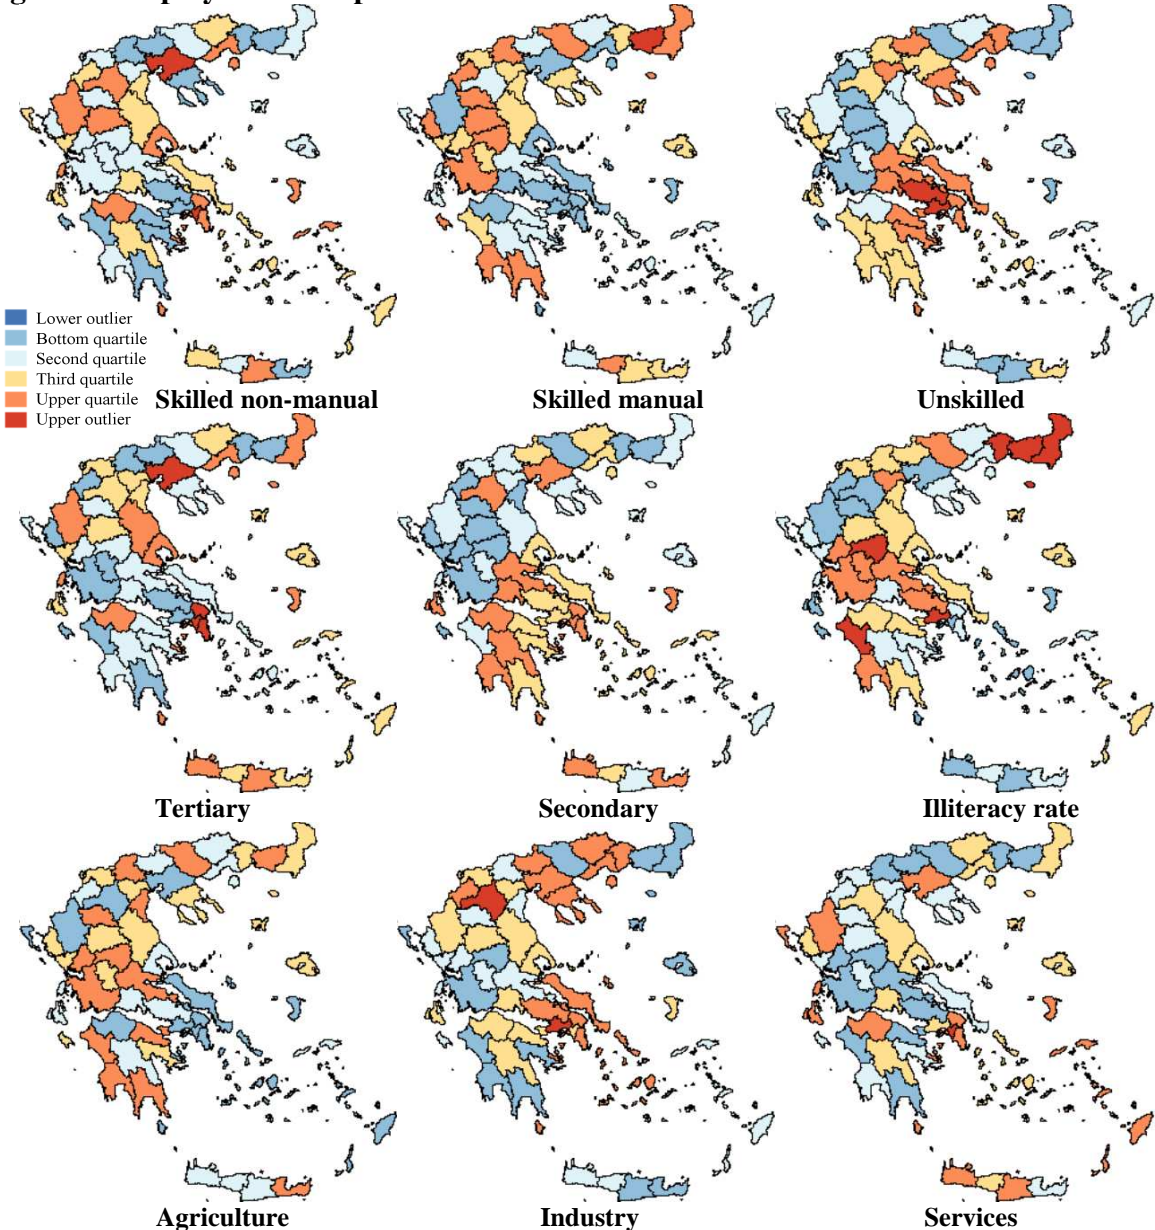 Lower outlier
Bottom quartile
Second quartile
Third quartile
Upper quartile
Upper outlier
Skilled non-manual
Skilled manual
Unskilled
Tertiary
Secondary
Illiteracy rate
Agriculture
Industry
Services